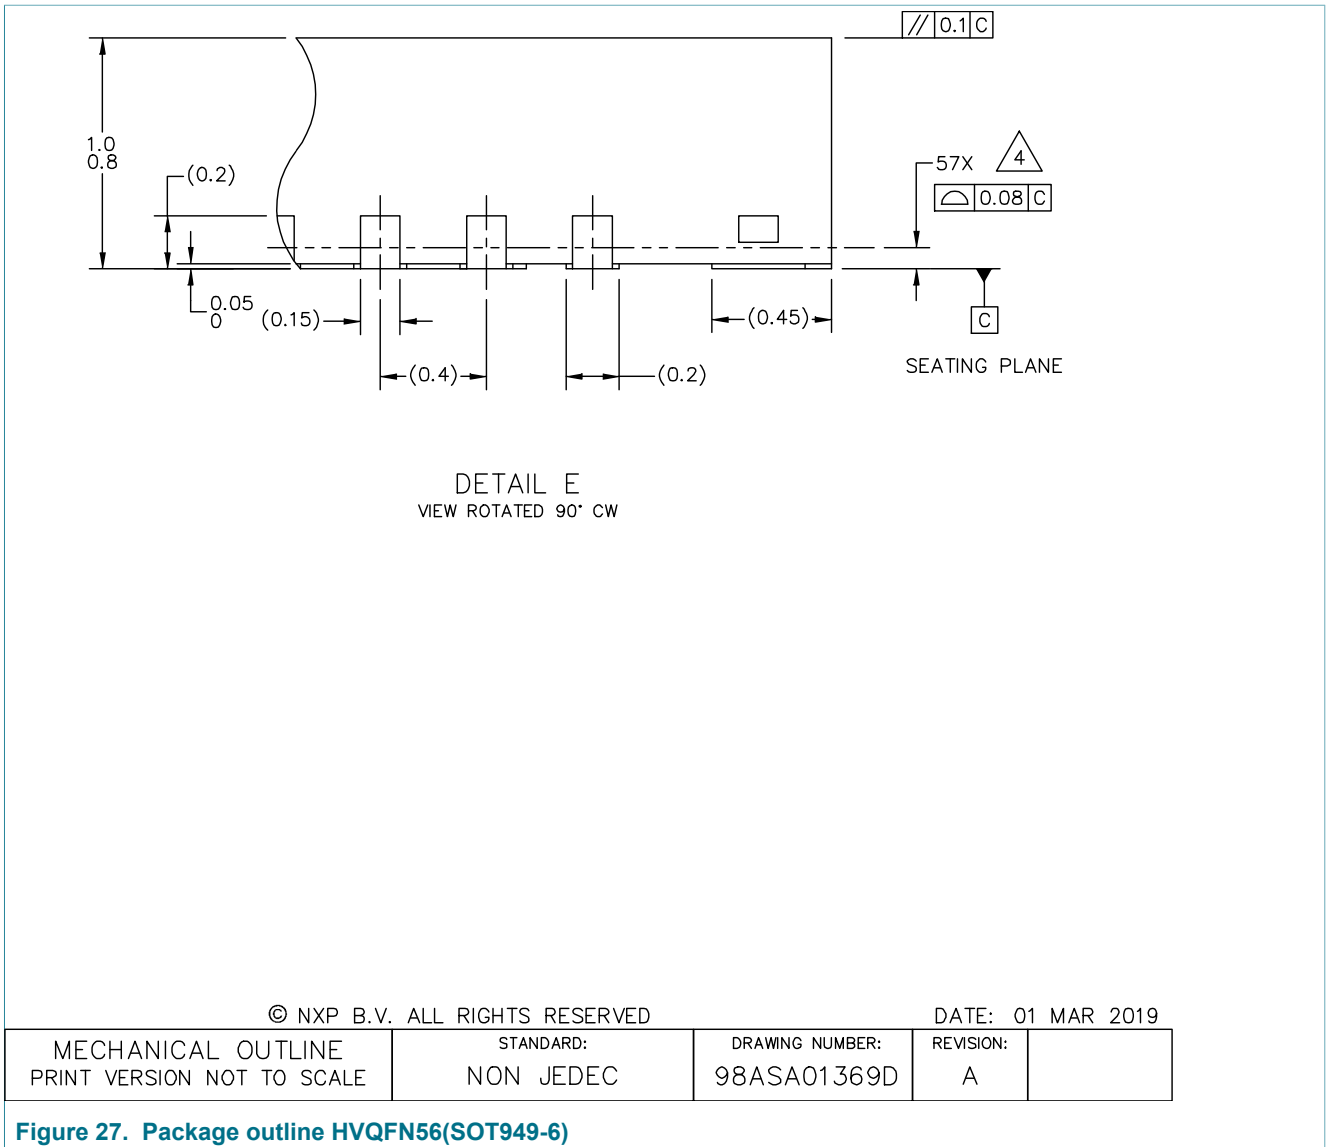 // 0.1 C
1.0
0.8
(0.2)
57X 4
⌓ 0.08 C
0.05
0
(0.15)
(0.45)
C
(0.4)
(0.2)
SEATING PLANE
DETAIL E
VIEW ROTATED 90° CW
© NXP B.V. ALL RIGHTS RESERVED
DATE: 01 MAR 2019
MECHANICAL OUTLINE
PRINT VERSION NOT TO SCALE
STANDARD:
NON JEDEC
DRAWING NUMBER:
98ASA01369D
REVISION:
A
Figure 27. Package outline HVQFN56(SOT949-6)